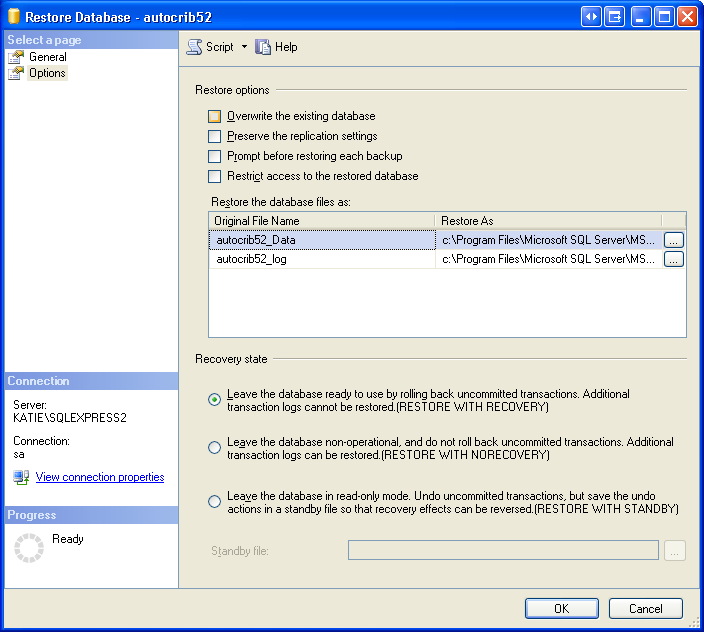 Restore Database - autocrib52
Select a page
General
Options
Script
Help
Restore options
Overwrite the existing database
Preserve the replication settings
Prompt before restoring each backup
Restrict access to the restored database
Restore the database files as:
Original File Name Restore As
autocrib52_Data c:\Program Files\Microsoft SQL Server\MS... ...
autocrib52_log c:\Program Files\Microsoft SQL Server\MS... ...
Recovery state
Leave the database ready to use by rolling back uncommitted transactions. Additional
transaction logs cannot be restored.(RESTORE WITH RECOVERY)
Leave the database non-operational, and do not roll back uncommitted transactions. Additional
transaction logs can be restored.(RESTORE WITH NORECOVERY)
Leave the database in read-only mode. Undo uncommitted transactions, but save the undo
actions in a standby file so that recovery effects can be reversed.(RESTORE WITH STANDBY)
Standby file: ...
Connection
Server:
KATIE\SQLEXPRESS2
Connection:
sa
View connection properties
Progress
Ready
OK Cancel